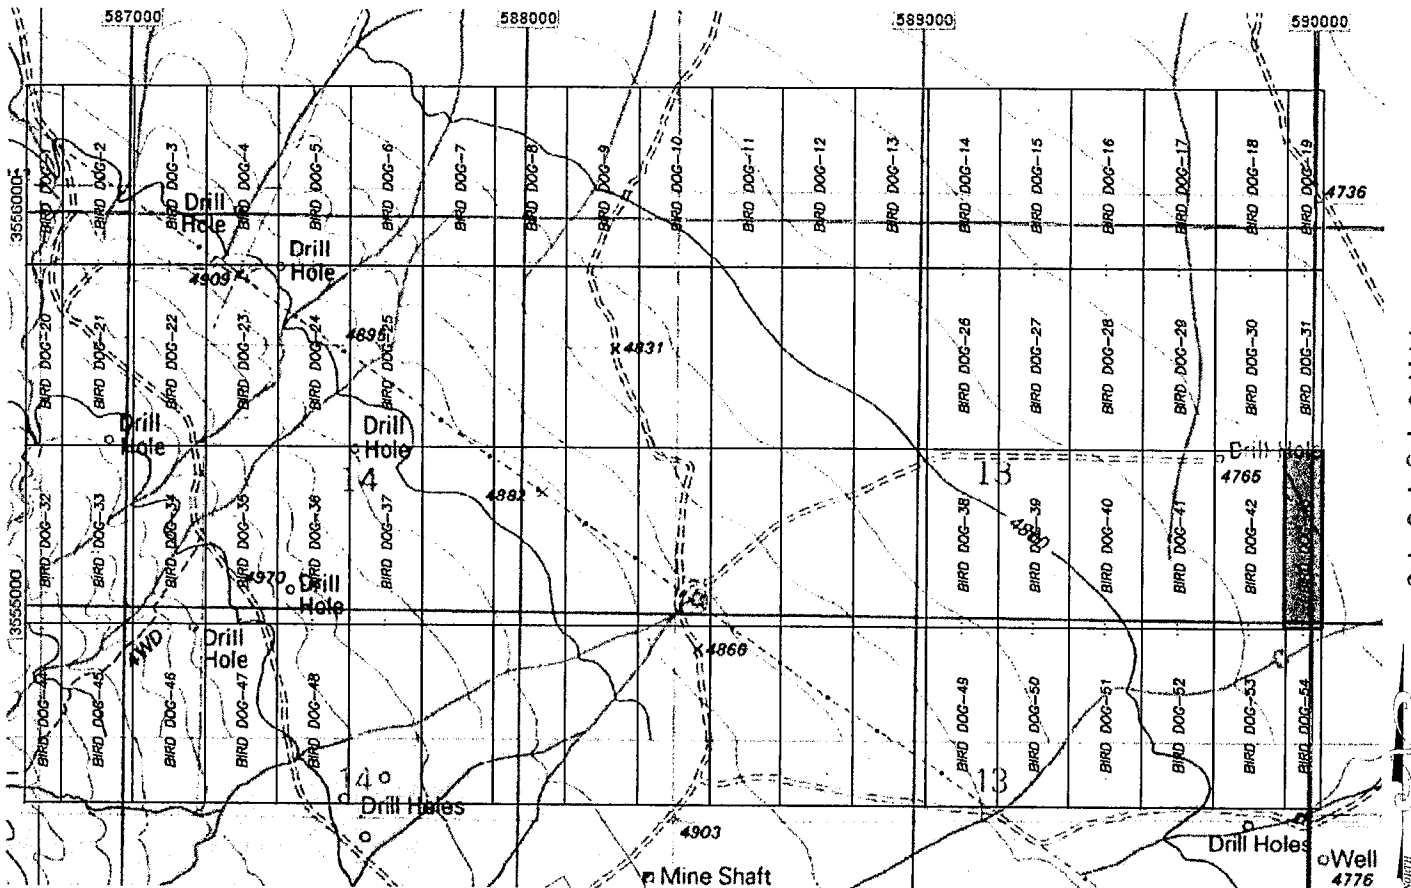 587000
588000
589000
590000
3556000
BIRD DOG-2
BIRD DOG-3
BIRD DOG-4
BIRD DOG-5
BIRD DOG-6
BIRD DOG-7
BIRD DOG-8
BIRD DOG-9
BIRD DOG-10
BIRD DOG-11
BIRD DOG-12
BIRD DOG-13
BIRD DOG-14
BIRD DOG-15
BIRD DOG-16
BIRD DOG-17
BIRD DOG-18
BIRD DOG-19
4736
Drill
Hole
Drill
Hole
4909
BIRD DOG-20
BIRD DOG-21
BIRD DOG-22
BIRD DOG-23
BIRD DOG-24
BIRD DOG-25
4895
4831
BIRD DOG-26
BIRD DOG-27
BIRD DOG-28
BIRD DOG-29
BIRD DOG-30
BIRD DOG-31
Drill
Hole
Drill
Hole
14
13
Drill Hole
4765
4882
BIRD DOG-32
BIRD DOG-33
BIRD DOG-34
BIRD DOG-35
BIRD DOG-36
BIRD DOG-37
BIRD DOG-38
BIRD DOG-39
BIRD DOG-40
BIRD DOG-41
BIRD DOG-42
4970
Drill
Hole
3555000
4WD
Drill
Hole
4866
BIRD DOG-45
BIRD DOG-46
BIRD DOG-47
BIRD DOG-48
BIRD DOG-49
BIRD DOG-50
BIRD DOG-51
BIRD DOG-52
BIRD DOG-53
BIRD DOG-54
14
13
Drill Holes
4903
Drill Holes
Mine Shaft
Well
4776